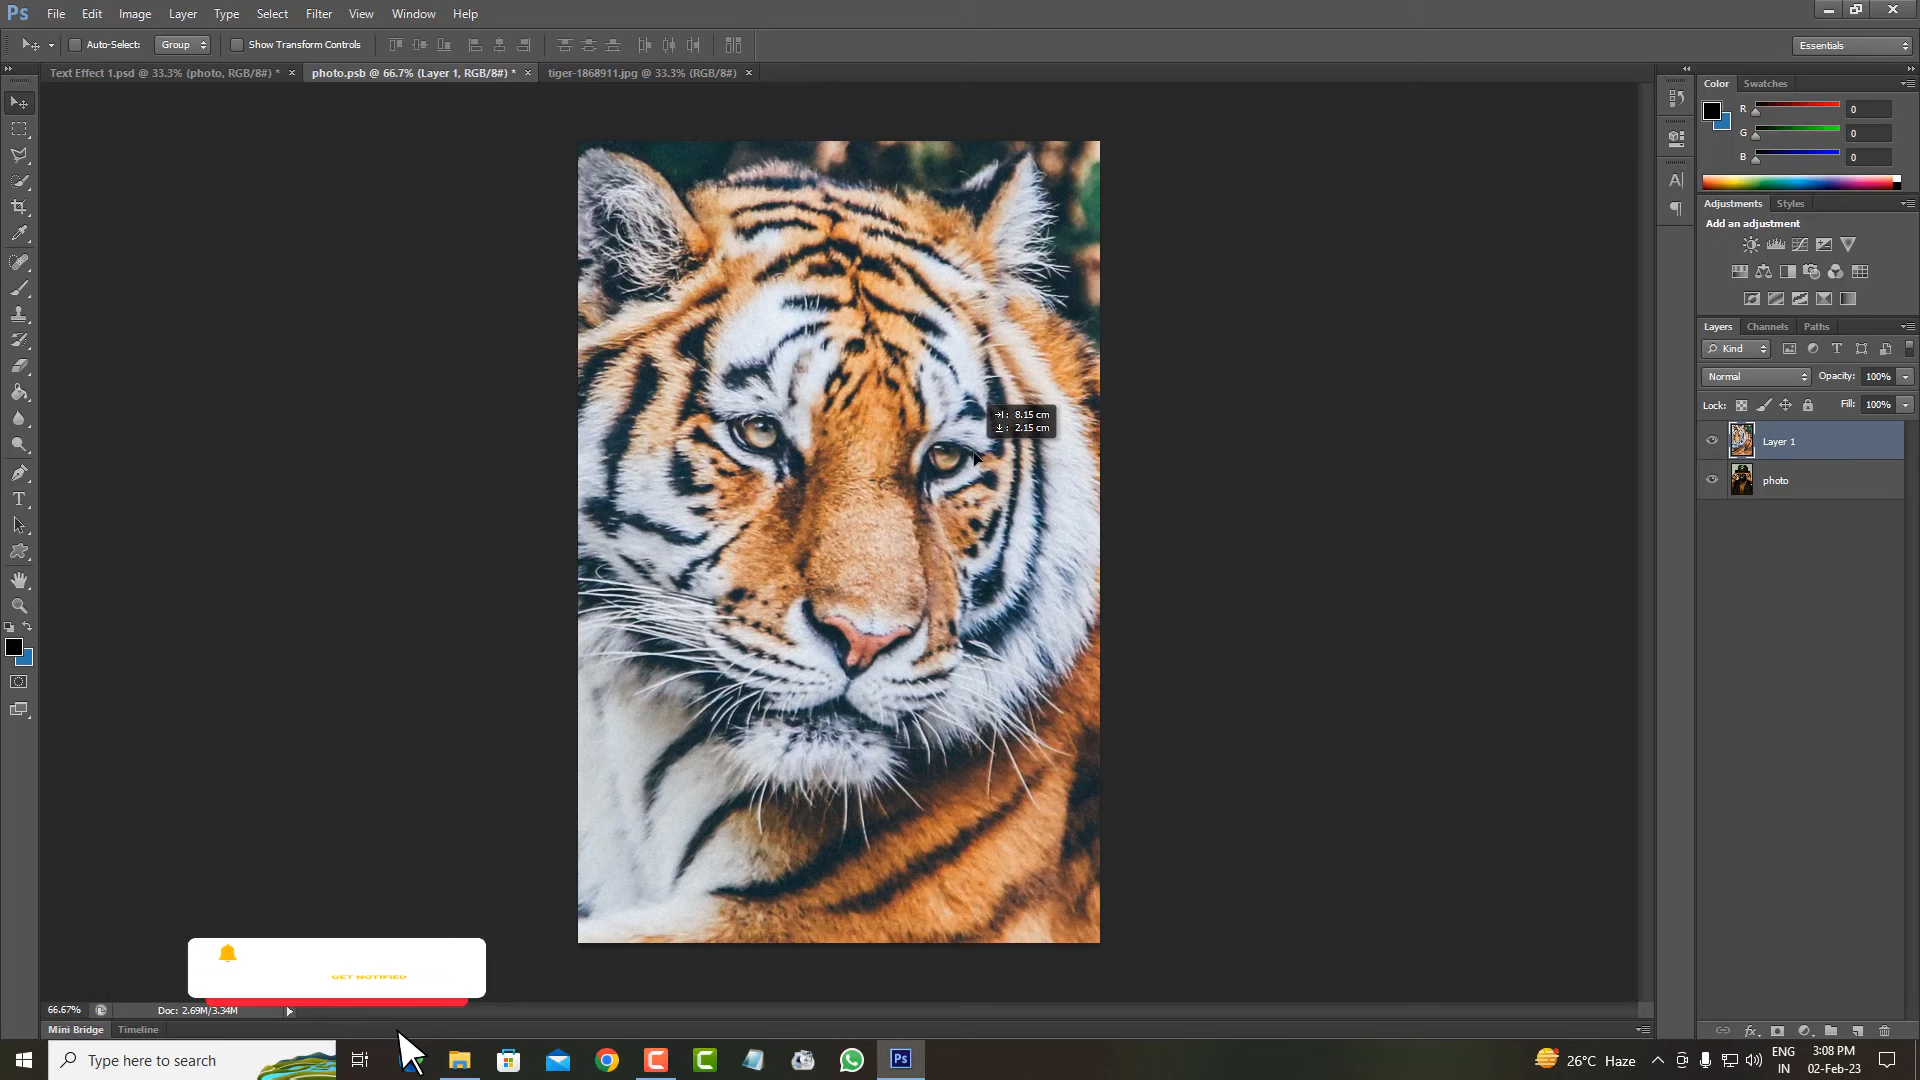 Ps File Edit Image Layer Type Select Filter View Window Help
Auto-Select: Group Show Transform Controls Essentials
Text Effect 1.psd @ 33.3% (photo, RGB/8#) * × photo.psb @ 66.7% (Layer 1, RGB/8#) * × tiger-1868911.jpg @ 33.3% (RGB/8#) ×
Color Swatches
R 0
G 0
B 0
Adjustments Styles
Add an adjustment
Layers Channels Paths
Kind
Normal Opacity: 100%
Lock: Fill: 100%
Layer 1
photo
8.15 cm
2.15 cm
GET NOTIFIED
66.67% Doc: 2.69M/3.34M
Mini Bridge Timeline
Type here to search
Ps
26°C Haze
ENG
IN
3:08 PM
02-Feb-23